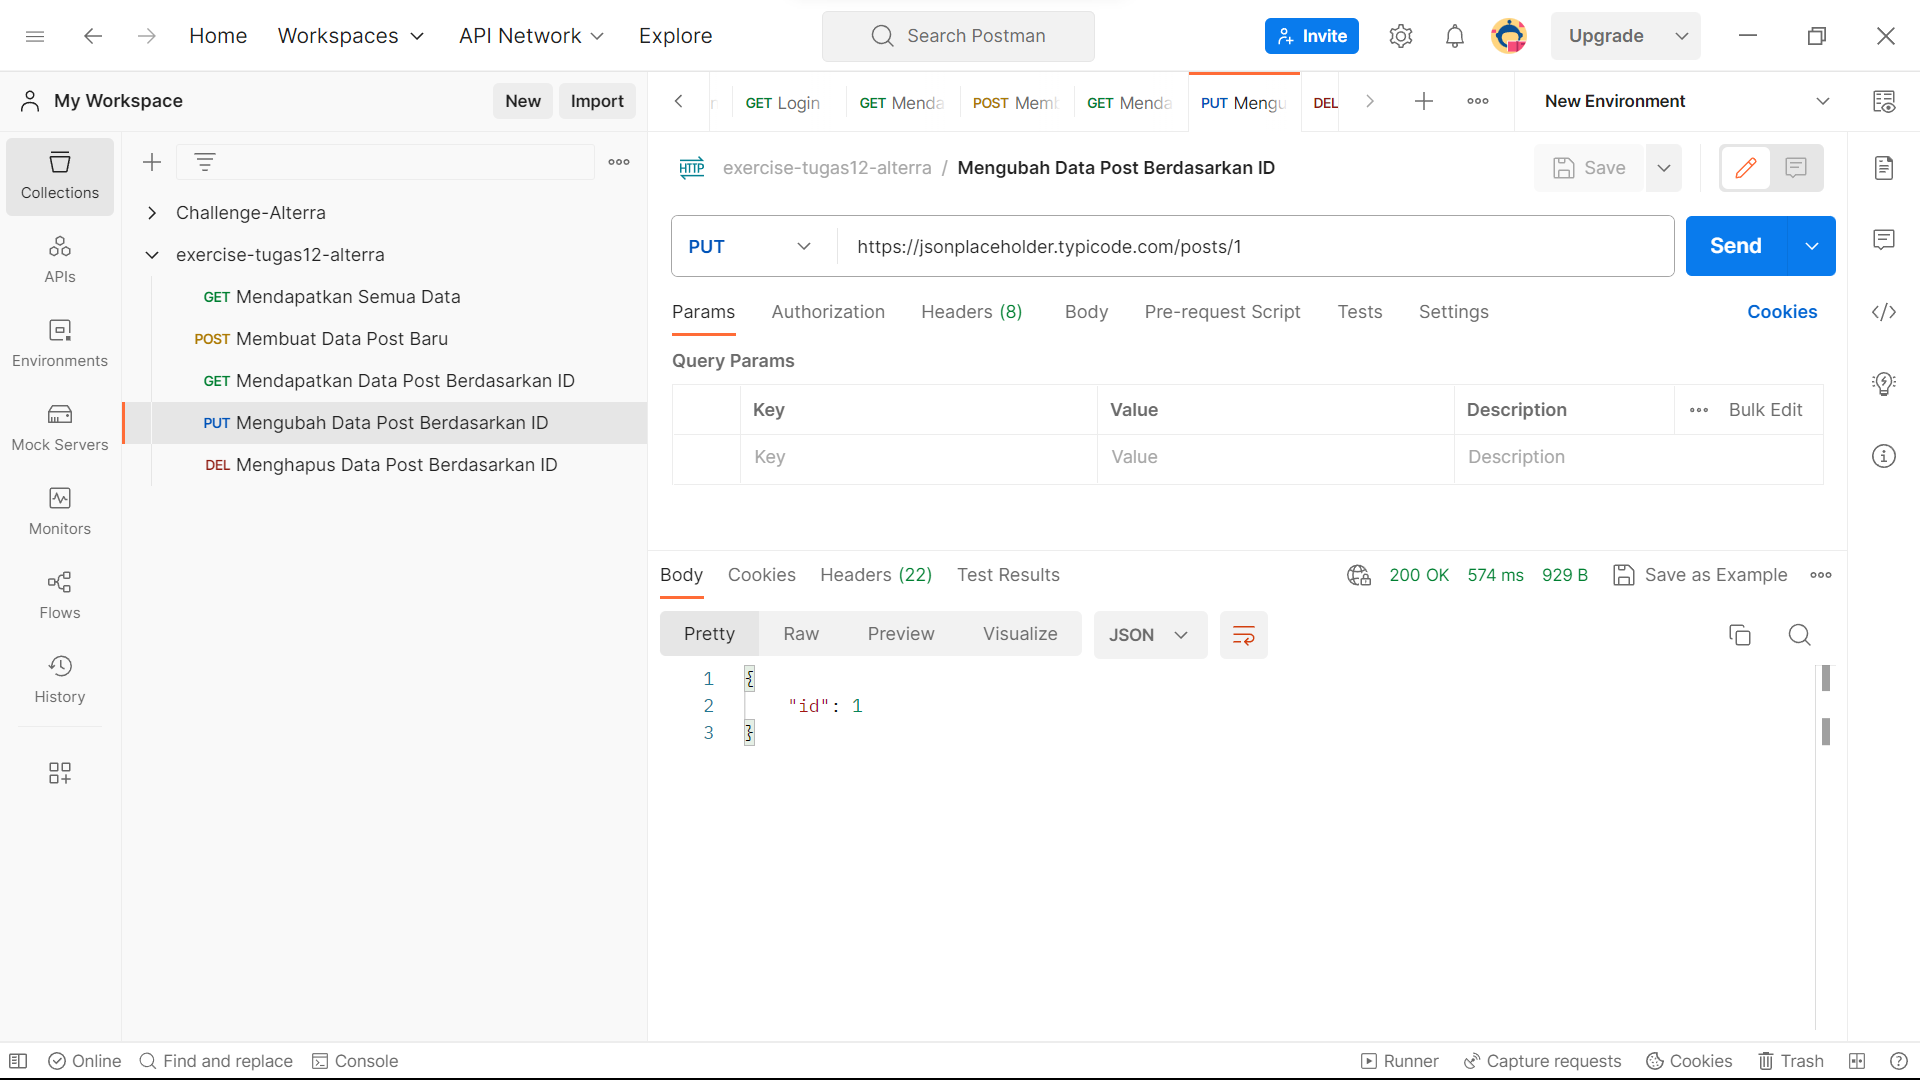 Home Workspaces API Network Explore Search Postman Invite Upgrade
My Workspace New Import GET Login GET Menda POST Memb GET Menda PUT Mengu DEL New Environment
Collections
APIs
Environments
Mock Servers
Monitors
Flows
History
Challenge-Alterra
exercise-tugas12-alterra
GET Mendapatkan Semua Data
POST Membuat Data Post Baru
GET Mendapatkan Data Post Berdasarkan ID
PUT Mengubah Data Post Berdasarkan ID
DEL Menghapus Data Post Berdasarkan ID
HTTP exercise-tugas12-alterra / Mengubah Data Post Berdasarkan ID Save
PUT https://jsonplaceholder.typicode.com/posts/1 Send
Params Authorization Headers (8) Body Pre-request Script Tests Settings Cookies
Query Params
Key Value Description Bulk Edit
Key Value Description
Body Cookies Headers (22) Test Results 200 OK 574 ms 929 B Save as Example
Pretty Raw Preview Visualize JSON
1 {
2 "id": 1
3 }
Online Find and replace Console Runner Capture requests Cookies Trash